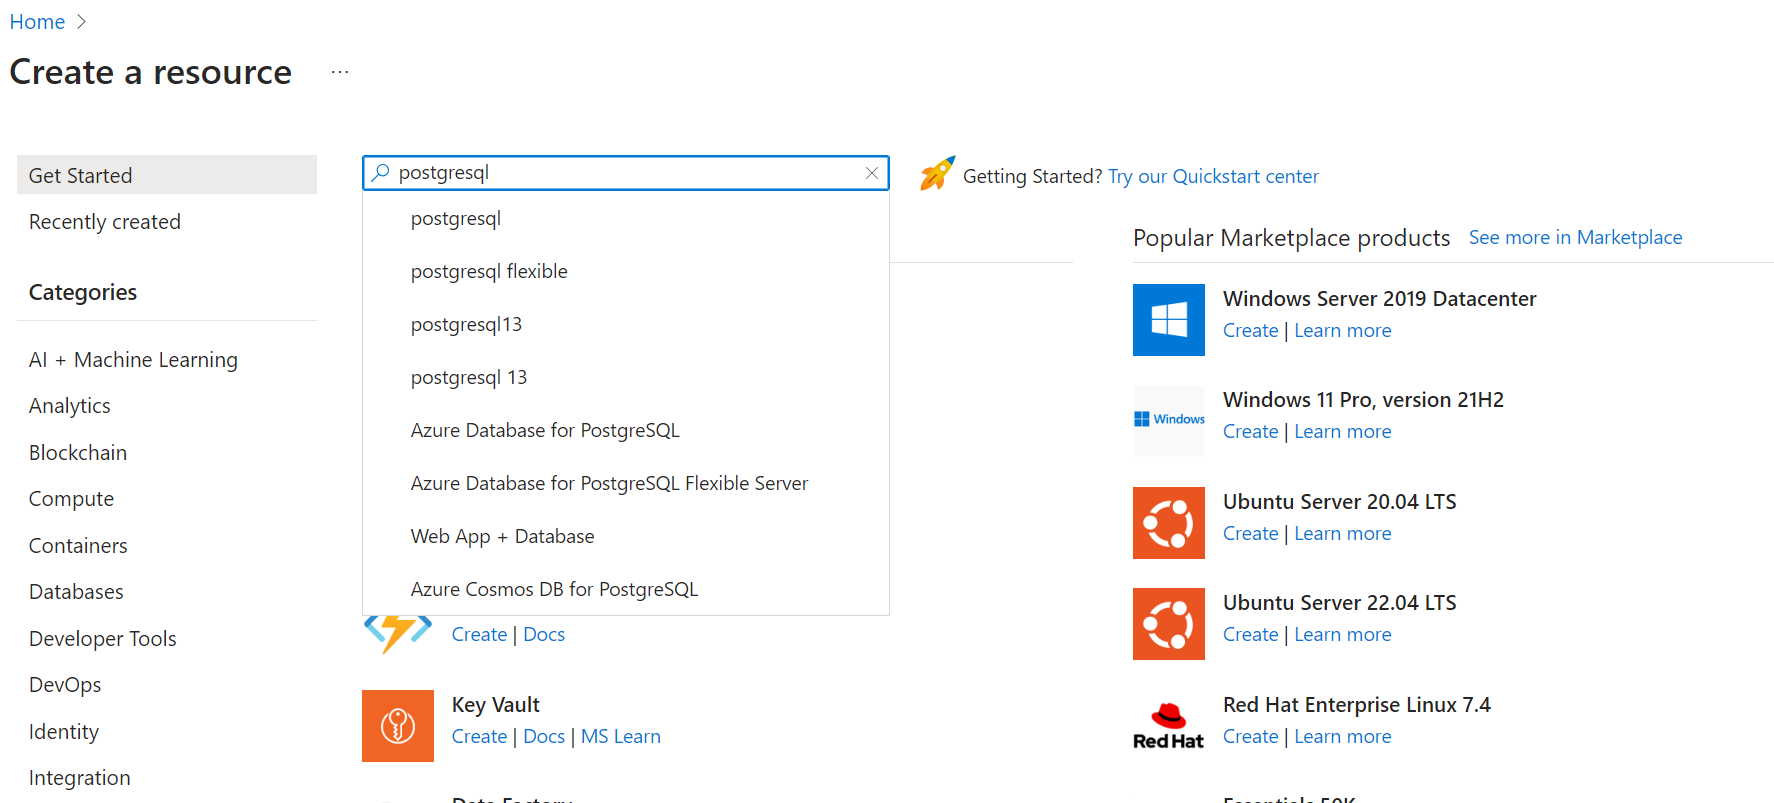 Home
Create a resource ...
Get Started
Recently created
Categories
AI + Machine Learning
Analytics
Blockchain
Compute
Containers
Databases
Developer Tools
DevOps
Identity
Integration
postgresql
postgresql
postgresql flexible
postgresql13
postgresql 13
Azure Database for PostgreSQL
Azure Database for PostgreSQL Flexible Server
Web App + Database
Azure Cosmos DB for PostgreSQL
Create | Docs
Key Vault
Create | Docs | MS Learn
Data Factory
Getting Started? Try our Quickstart center
Popular Marketplace products See more in Marketplace
Windows Server 2019 Datacenter
Create | Learn more
Windows
Windows 11 Pro, version 21H2
Create | Learn more
Ubuntu Server 20.04 LTS
Create | Learn more
Ubuntu Server 22.04 LTS
Create | Learn more
Red Hat
Red Hat Enterprise Linux 7.4
Create | Learn more
Essentials 50K